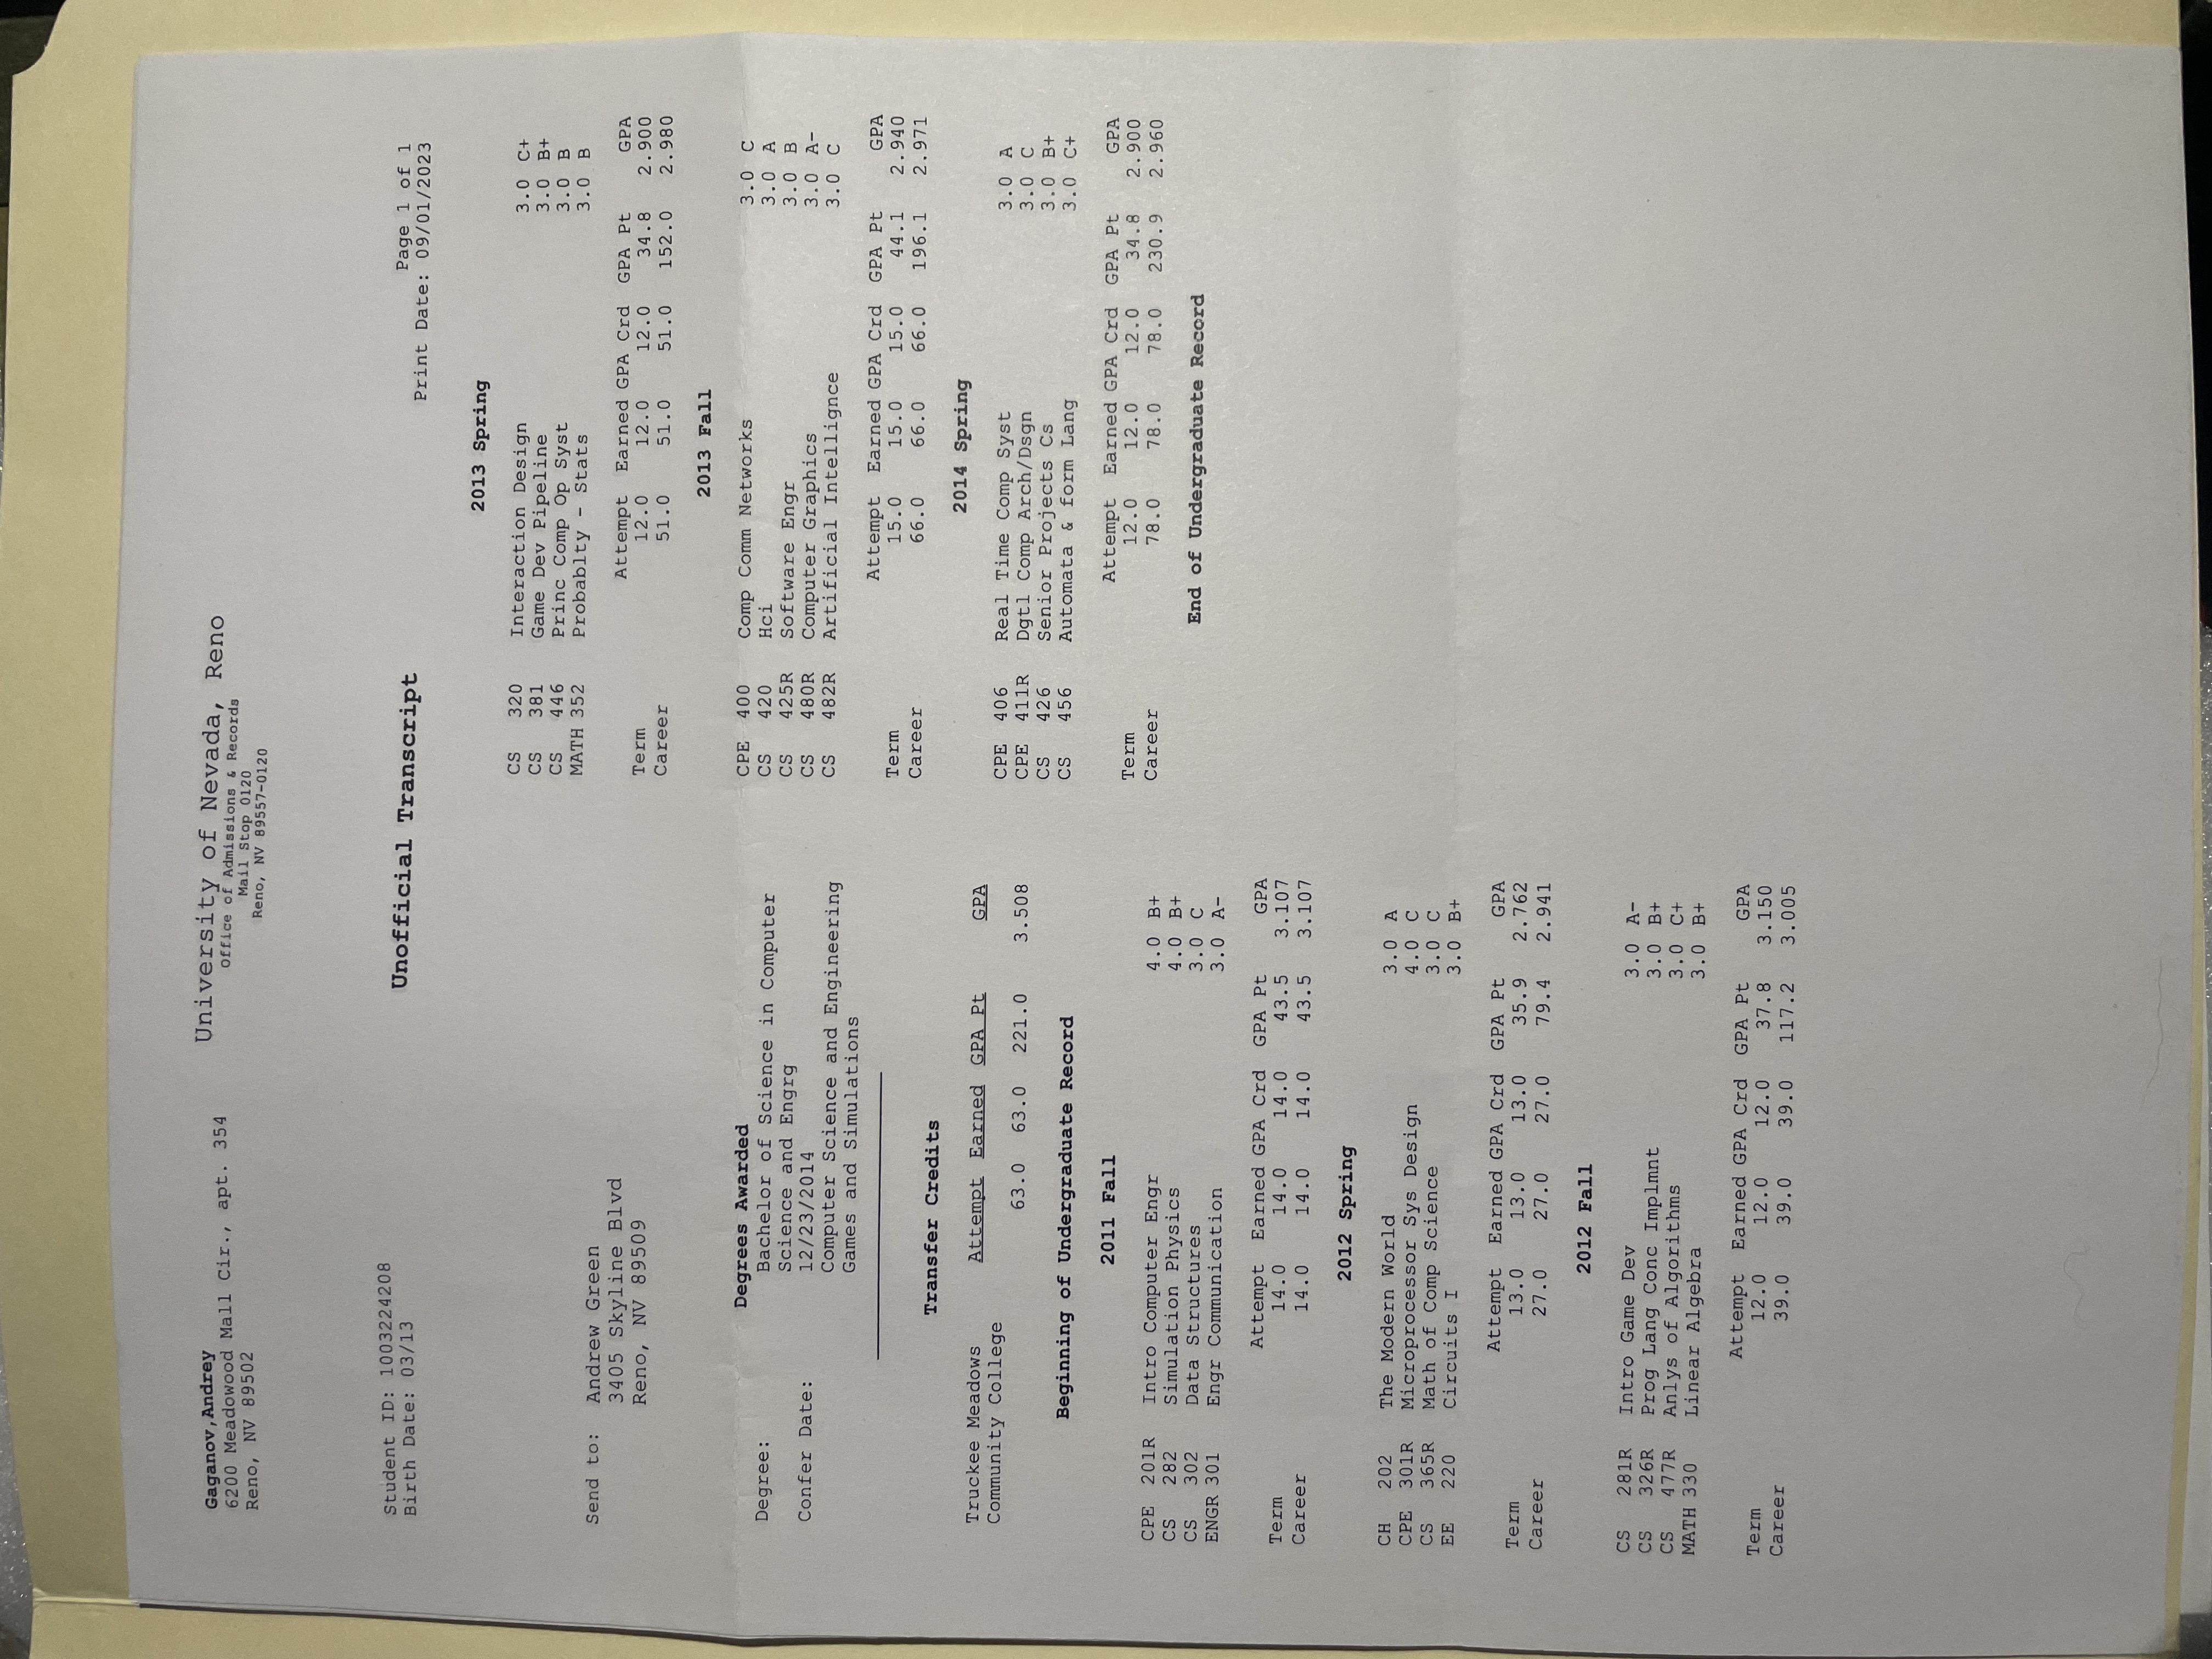 Gaganov,Andrey
6200 Meadowood Mall Cir., apt. 354
Reno, NV 89502
University of Nevada, Reno
Office of Admissions & Records
Mail Stop 0120
Reno, NV 89557-0120
Student ID: 1003224208
Birth Date: 03/13
Unofficial Transcript
Page 1 of 1
Print Date: 09/01/2023
Send to: Andrew Green
3405 Skyline Blvd
Reno, NV 89509
Degrees Awarded
Degree: Bachelor of Science in Computer
Science and Engrg
Confer Date: 12/23/2014
Computer Science and Engineering
Games and Simulations
Transfer Credits
Truckee Meadows Attempt Earned GPA Pt GPA
Community College
63.0 63.0 221.0 3.508
Beginning of Undergraduate Record
2011 Fall
CPE 201R Intro Computer Engr 4.0 B+
CS 282 Simulation Physics 4.0 B+
CS 302 Data Structures 3.0 C
ENGR 301 Engr Communication 3.0 A-
Attempt Earned GPA Crd GPA Pt GPA
Term 14.0 14.0 14.0 43.5 3.107
Career 14.0 14.0 14.0 43.5 3.107
2012 Spring
CH 202 The Modern World 3.0 A
CPE 301R Microprocessor Sys Design 4.0 C
CS 365R Math of Comp Science 3.0 C
EE 220 Circuits I 3.0 B+
Attempt Earned GPA Crd GPA Pt GPA
Term 13.0 13.0 13.0 35.9 2.762
Career 27.0 27.0 27.0 79.4 2.941
2012 Fall
CS 281R Intro Game Dev 3.0 A-
CS 326R Prog Lang Conc Implmnt 3.0 B+
CS 477R Anlys of Algorithms 3.0 C+
MATH 330 Linear Algebra 3.0 B+
Attempt Earned GPA Crd GPA Pt GPA
Term 12.0 12.0 12.0 37.8 3.150
Career 39.0 39.0 39.0 117.2 3.005
2013 Spring
CS 320 Interaction Design 3.0 C+
CS 381 Game Dev Pipeline 3.0 B+
CS 446 Princ Comp Op Syst 3.0 B
MATH 352 Probablty - Stats 3.0 B
Attempt Earned GPA Crd GPA Pt GPA
Term 12.0 12.0 12.0 34.8 2.900
Career 51.0 51.0 51.0 152.0 2.980
2013 Fall
CPE 400 Comp Comm Networks 3.0 C
CS 420 Hci 3.0 A
CS 425R Software Engr 3.0 B
CS 480R Computer Graphics 3.0 A-
CS 482R Artificial Intellignce 3.0 C
Attempt Earned GPA Crd GPA Pt GPA
Term 15.0 15.0 15.0 44.1 2.940
Career 66.0 66.0 66.0 196.1 2.971
2014 Spring
CPE 406 Real Time Comp Syst 3.0 A
CPE 411R Dgtl Comp Arch/Dsgn 3.0 C
CS 426 Senior Projects Cs 3.0 B+
CS 456 Automata & form Lang 3.0 C+
Attempt Earned GPA Crd GPA Pt GPA
Term 12.0 12.0 12.0 34.8 2.900
Career 78.0 78.0 78.0 230.9 2.960
End of Undergraduate Record